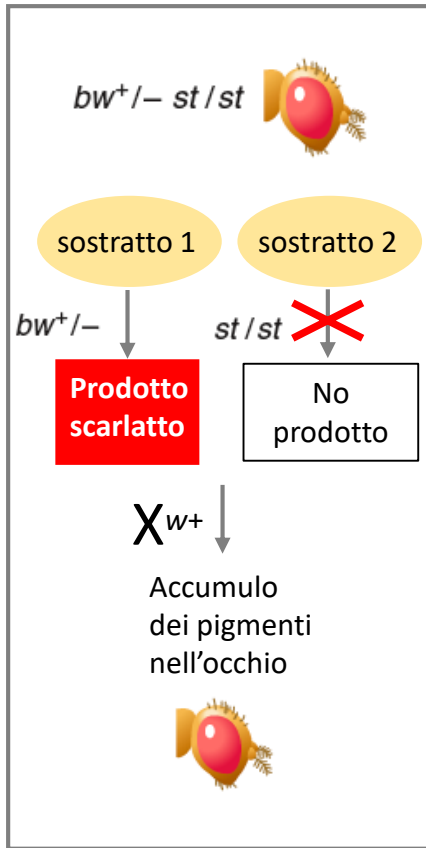 bw⁺/– st/st
sostratto 1
sostratto 2
bw⁺/–
st/st
Prodotto
scarlatto
No
prodotto
X w+
Accumulo
dei pigmenti
nell'occhio